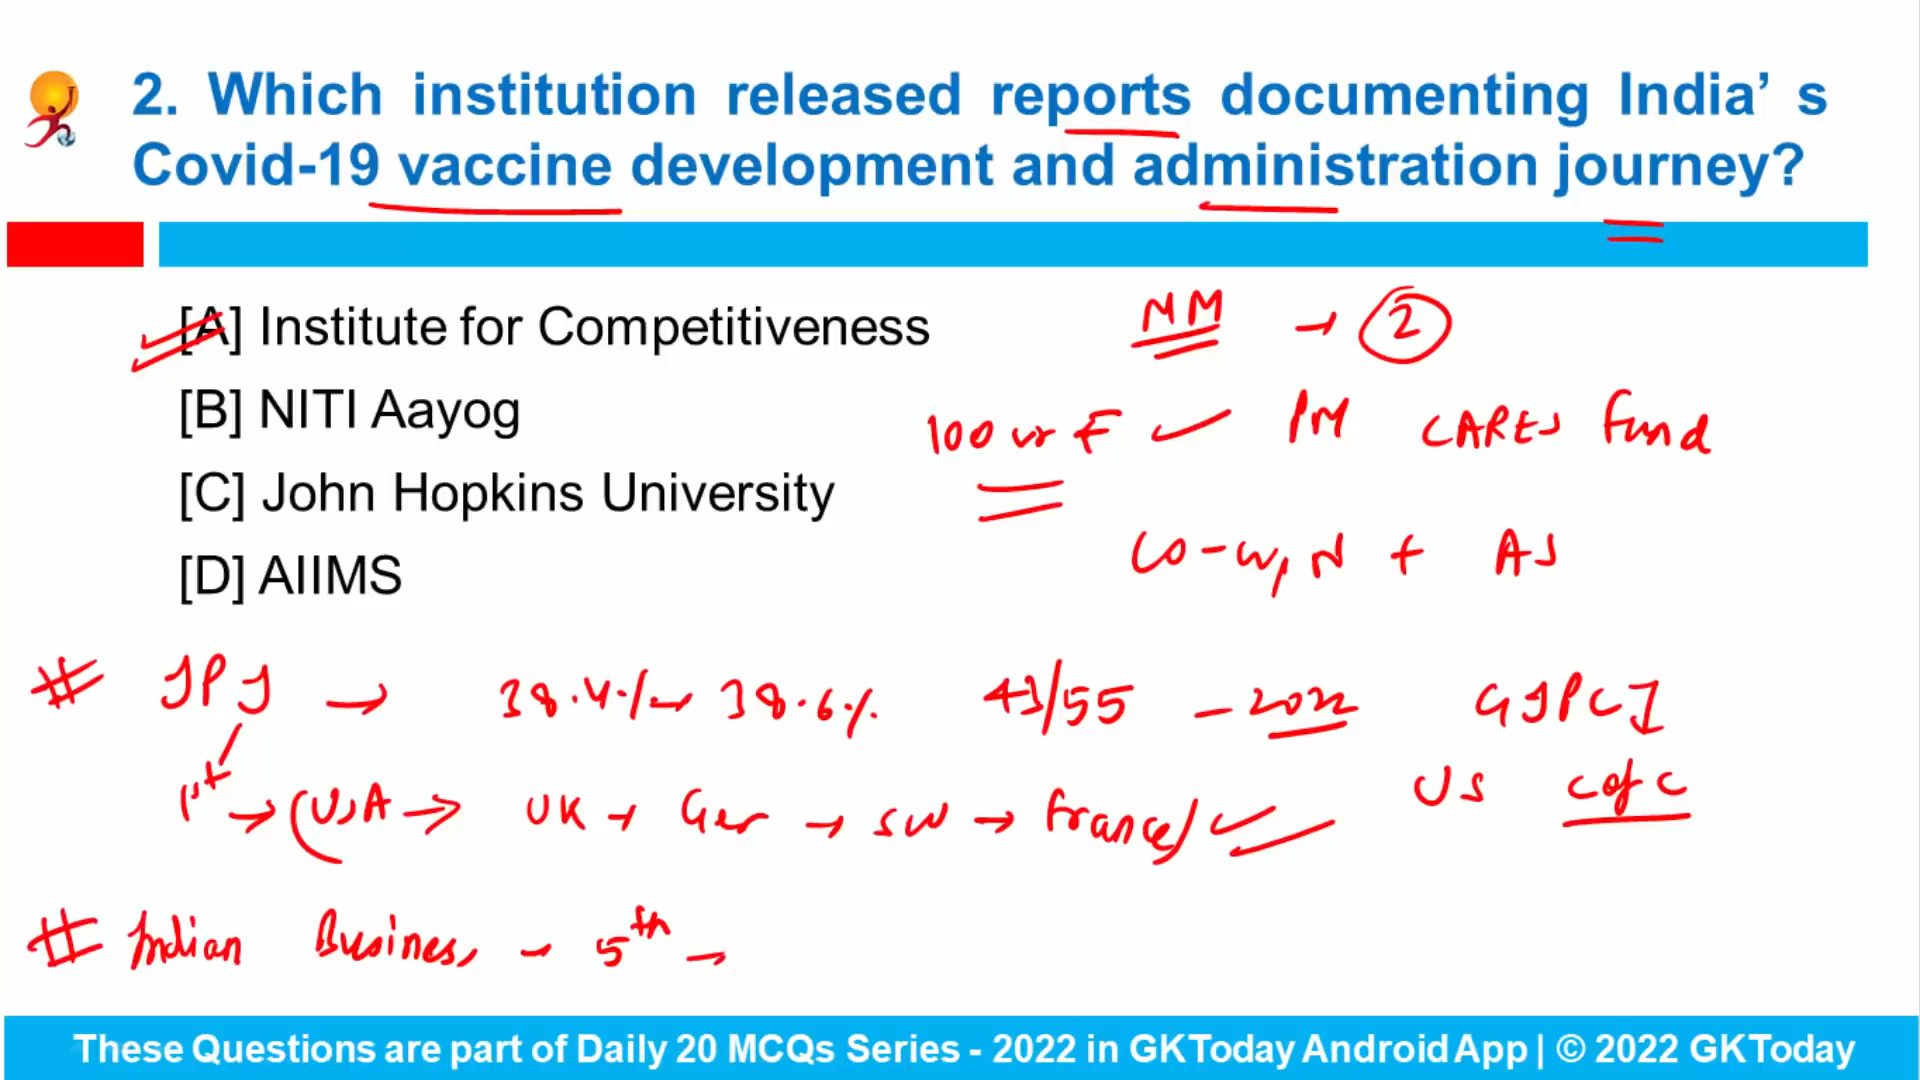 2. Which institution released reports documenting India’ s
Covid-19 vaccine development and administration journey?
[A] Institute for Competitiveness
NM → 2
[B] NITI Aayog
100 cr F PM CARES Fund
[C] John Hopkins University
CO-WIN + AS
[D] AIIMS
# IPI → 38.4% → 38.6% 43/55 - 2022 GIPC I
1st → (USA → UK → Ger → SW → France) US CofC
# Indian Business - 5th →
These Questions are part of Daily 20 MCQs Series - 2022 in GKToday Android App | © 2022 GKToday